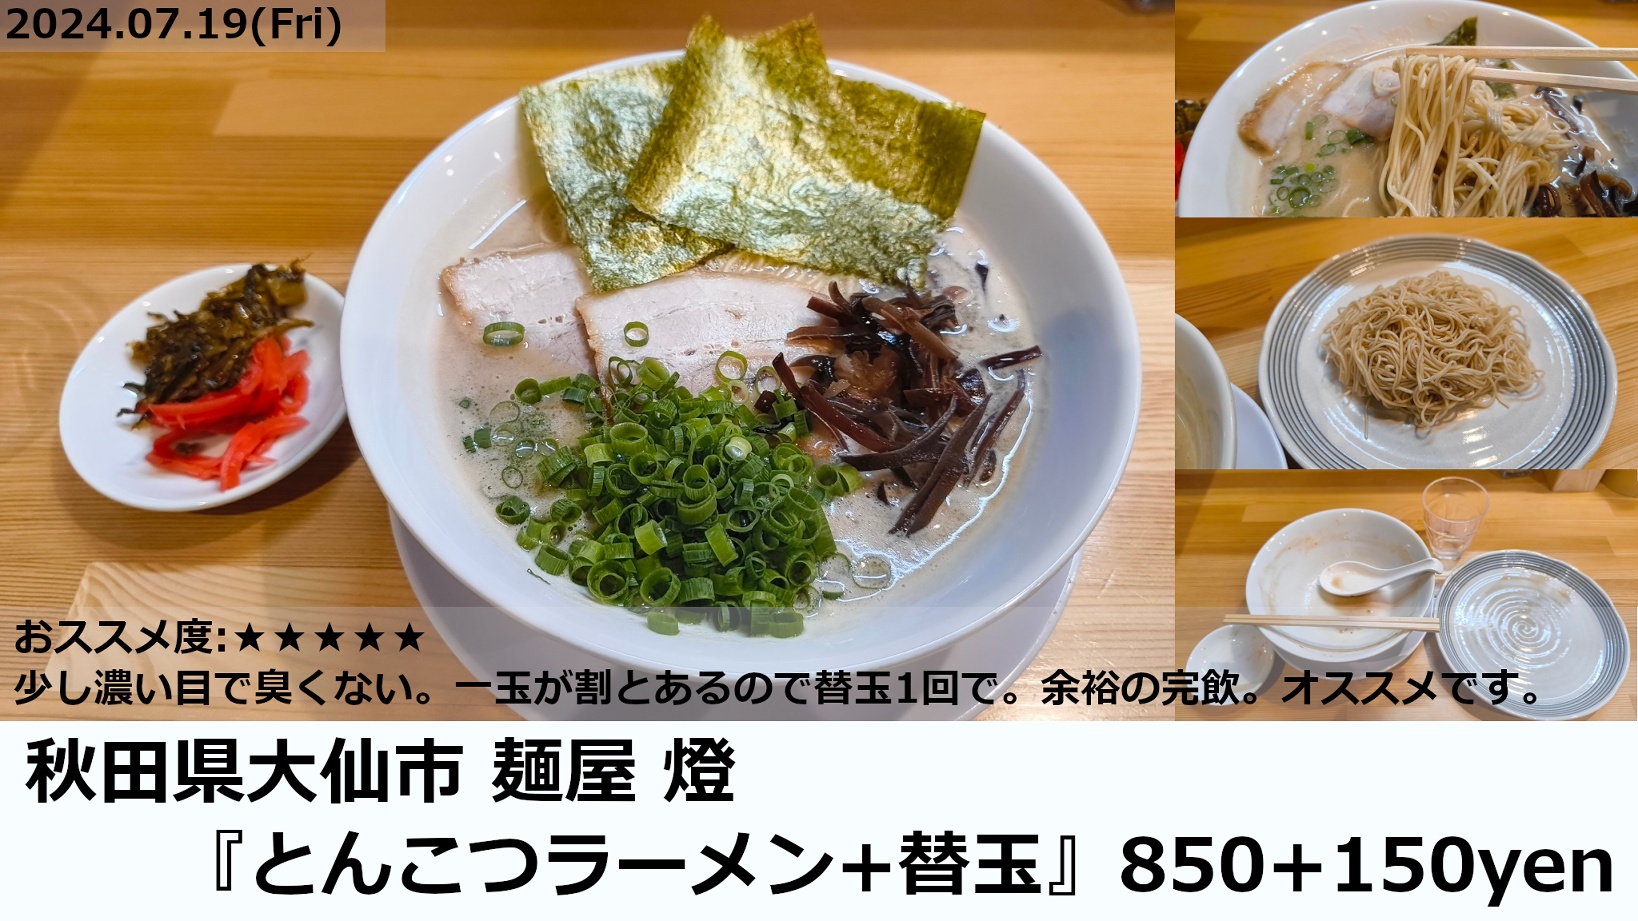 2024.07.19(Fri)
おススメ度:★★★★★
少し濃い目で臭くない。一玉が割とあるので替玉1回で。余裕の完飲。オススメです。
秋田県大仙市 麺屋 燈
『とんこつラーメン+替玉』850+150yen